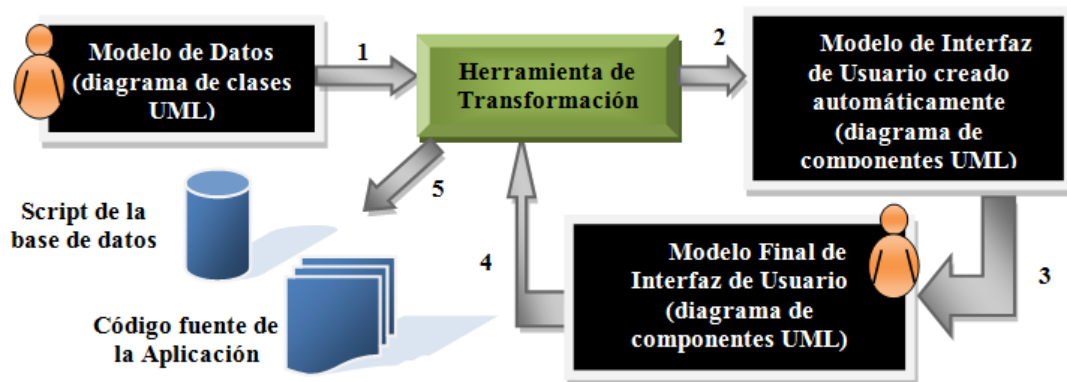 Modelo de Datos
(diagrama de clases
UML)
1
Herramienta de
Transformación
2
Modelo de Interfaz
de Usuario creado
automáticamente
(diagrama de
componentes UML)
3
Modelo Final de
Interfaz de Usuario
(diagrama de
componentes UML)
4
5
Script de la
base de datos
Código fuente de
la Aplicación